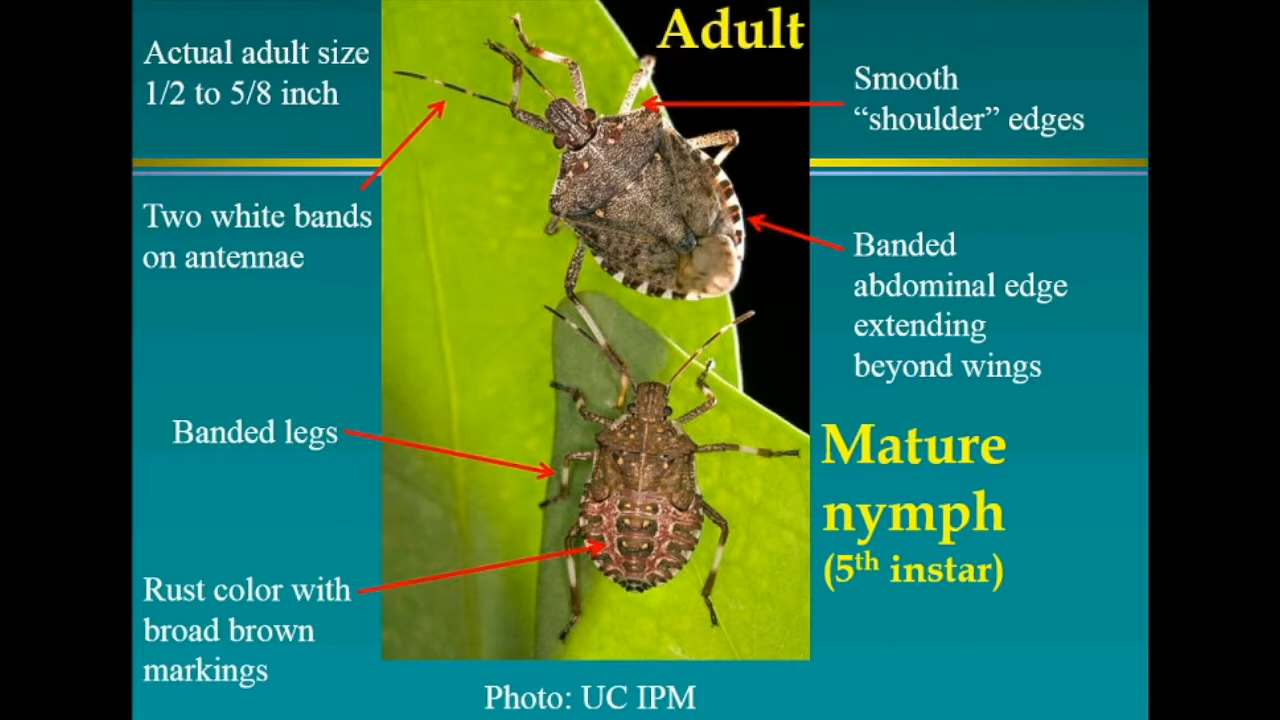 Adult
Actual adult size
1/2 to 5/8 inch
Smooth
“shoulder” edges
Two white bands
on antennae
Banded
abdominal edge
extending
beyond wings
Banded legs
Mature
nymph
(5th instar)
Rust color with
broad brown
markings
Photo: UC IPM